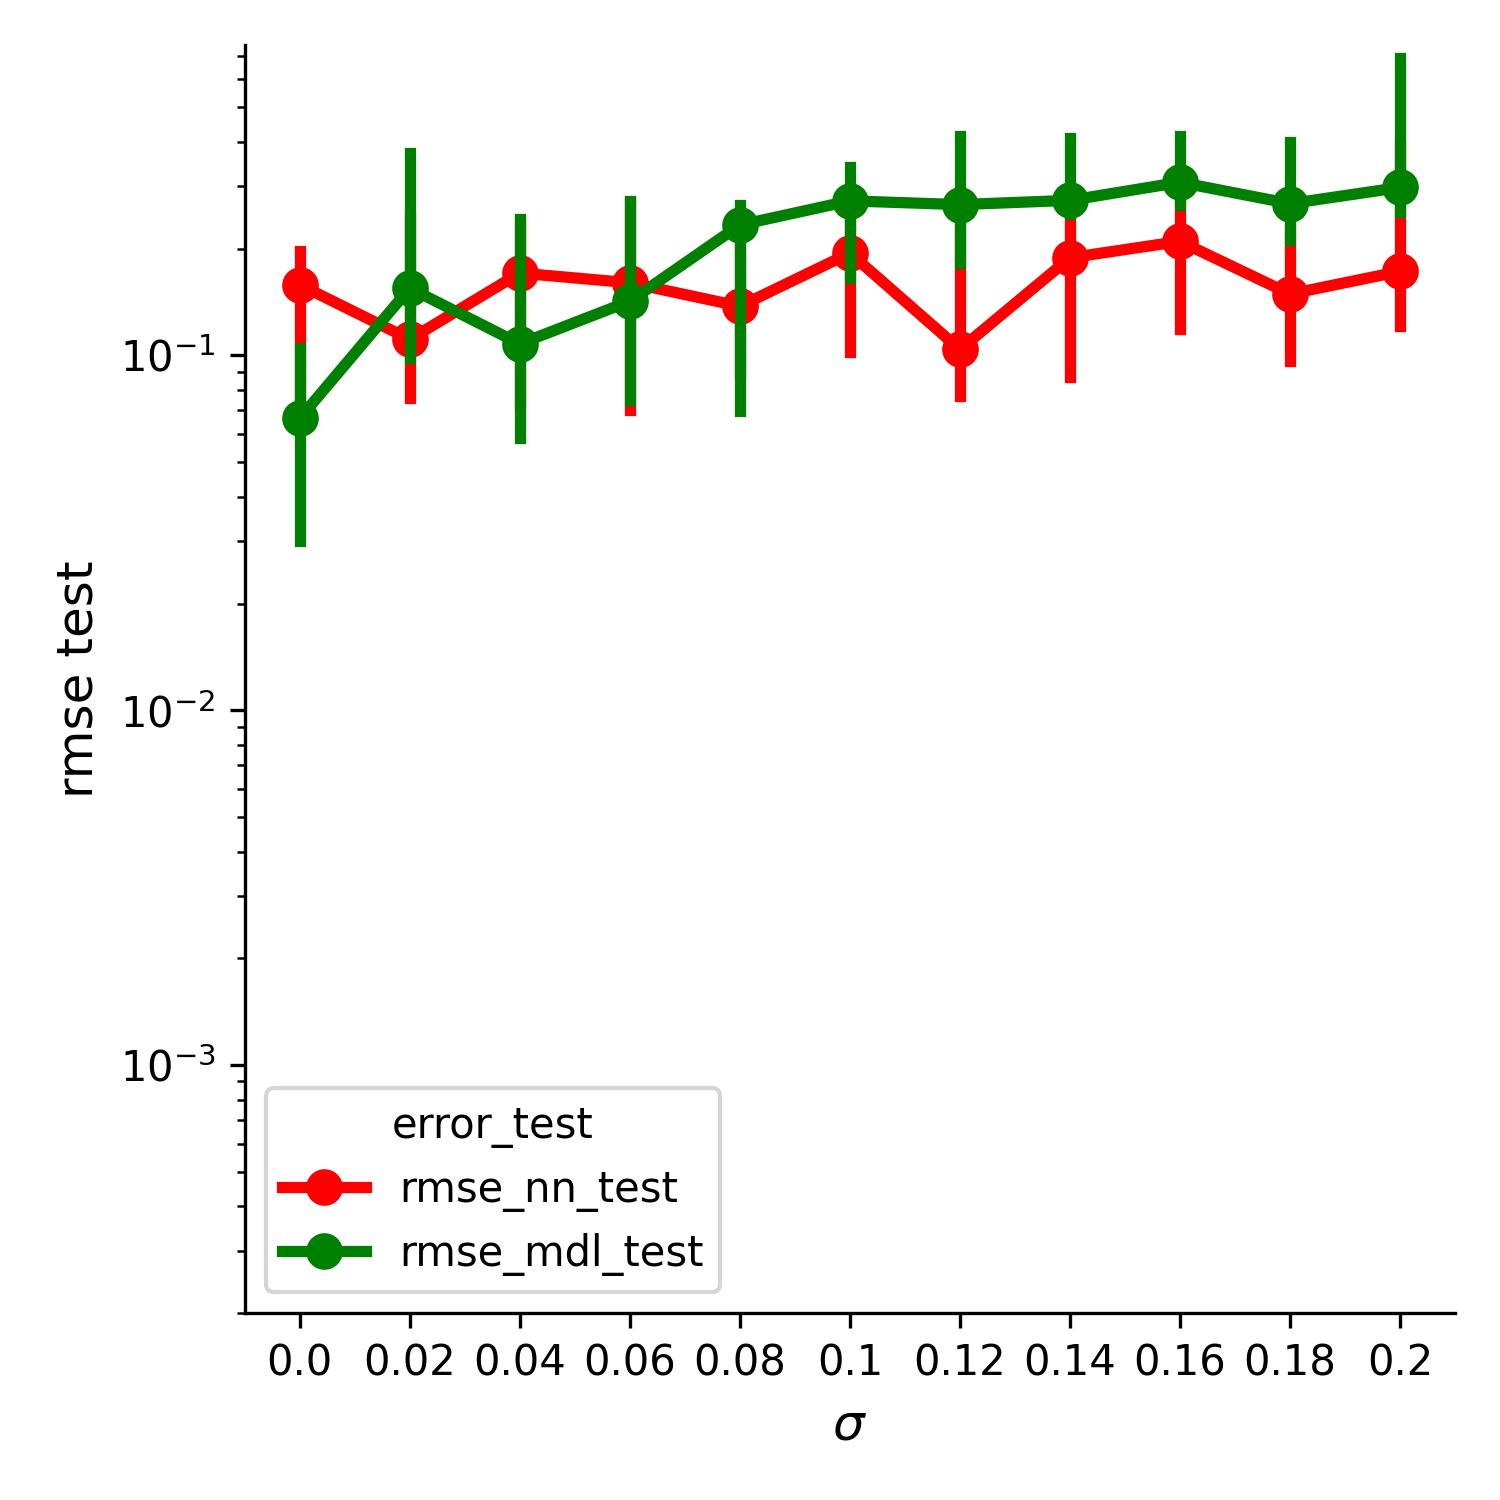 rmse test
10⁻¹
10⁻²
10⁻³
error_test
rmse_nn_test
rmse_mdl_test
0.0 0.02 0.04 0.06 0.08 0.1 0.12 0.14 0.16 0.18 0.2
σ